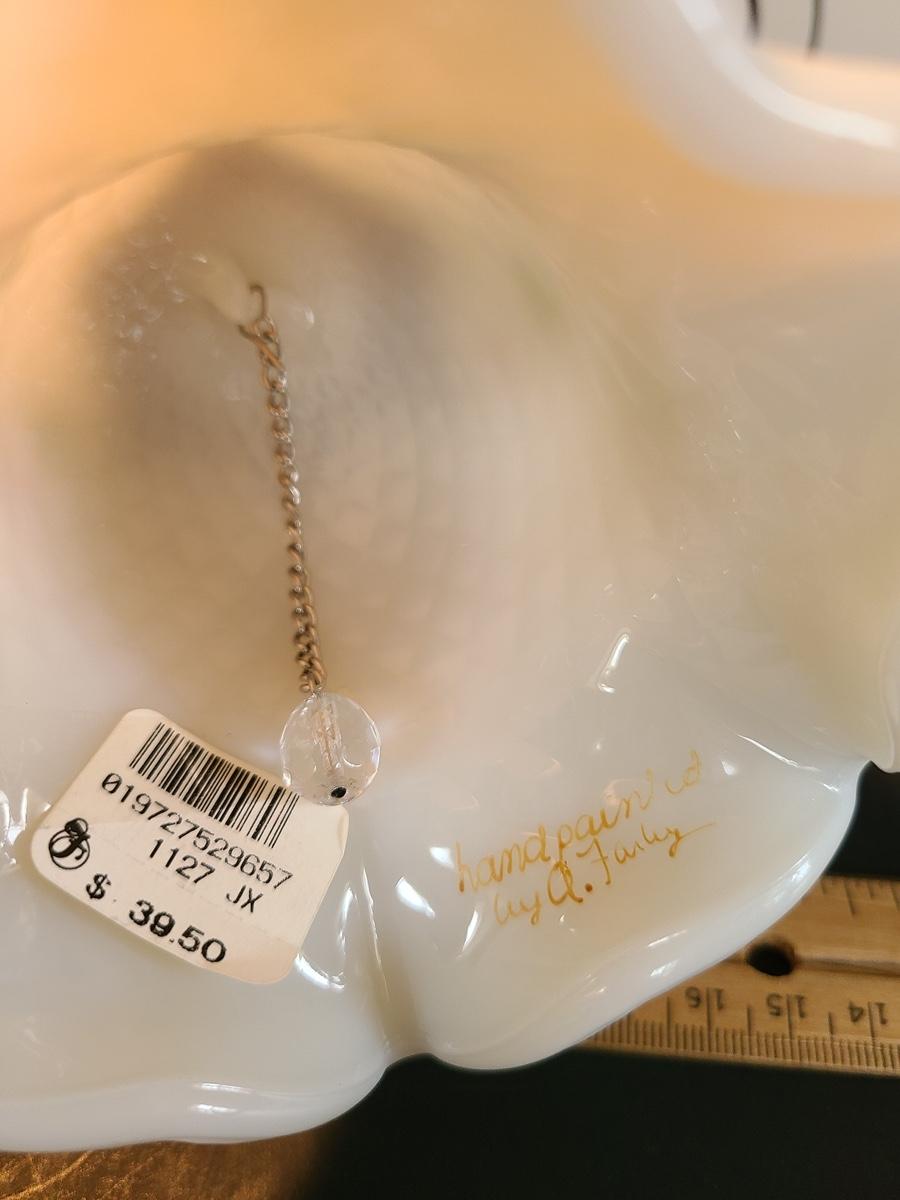 019727529657
1127 JX
$ 39.50
handpainted
by A. Farley
16 15 14